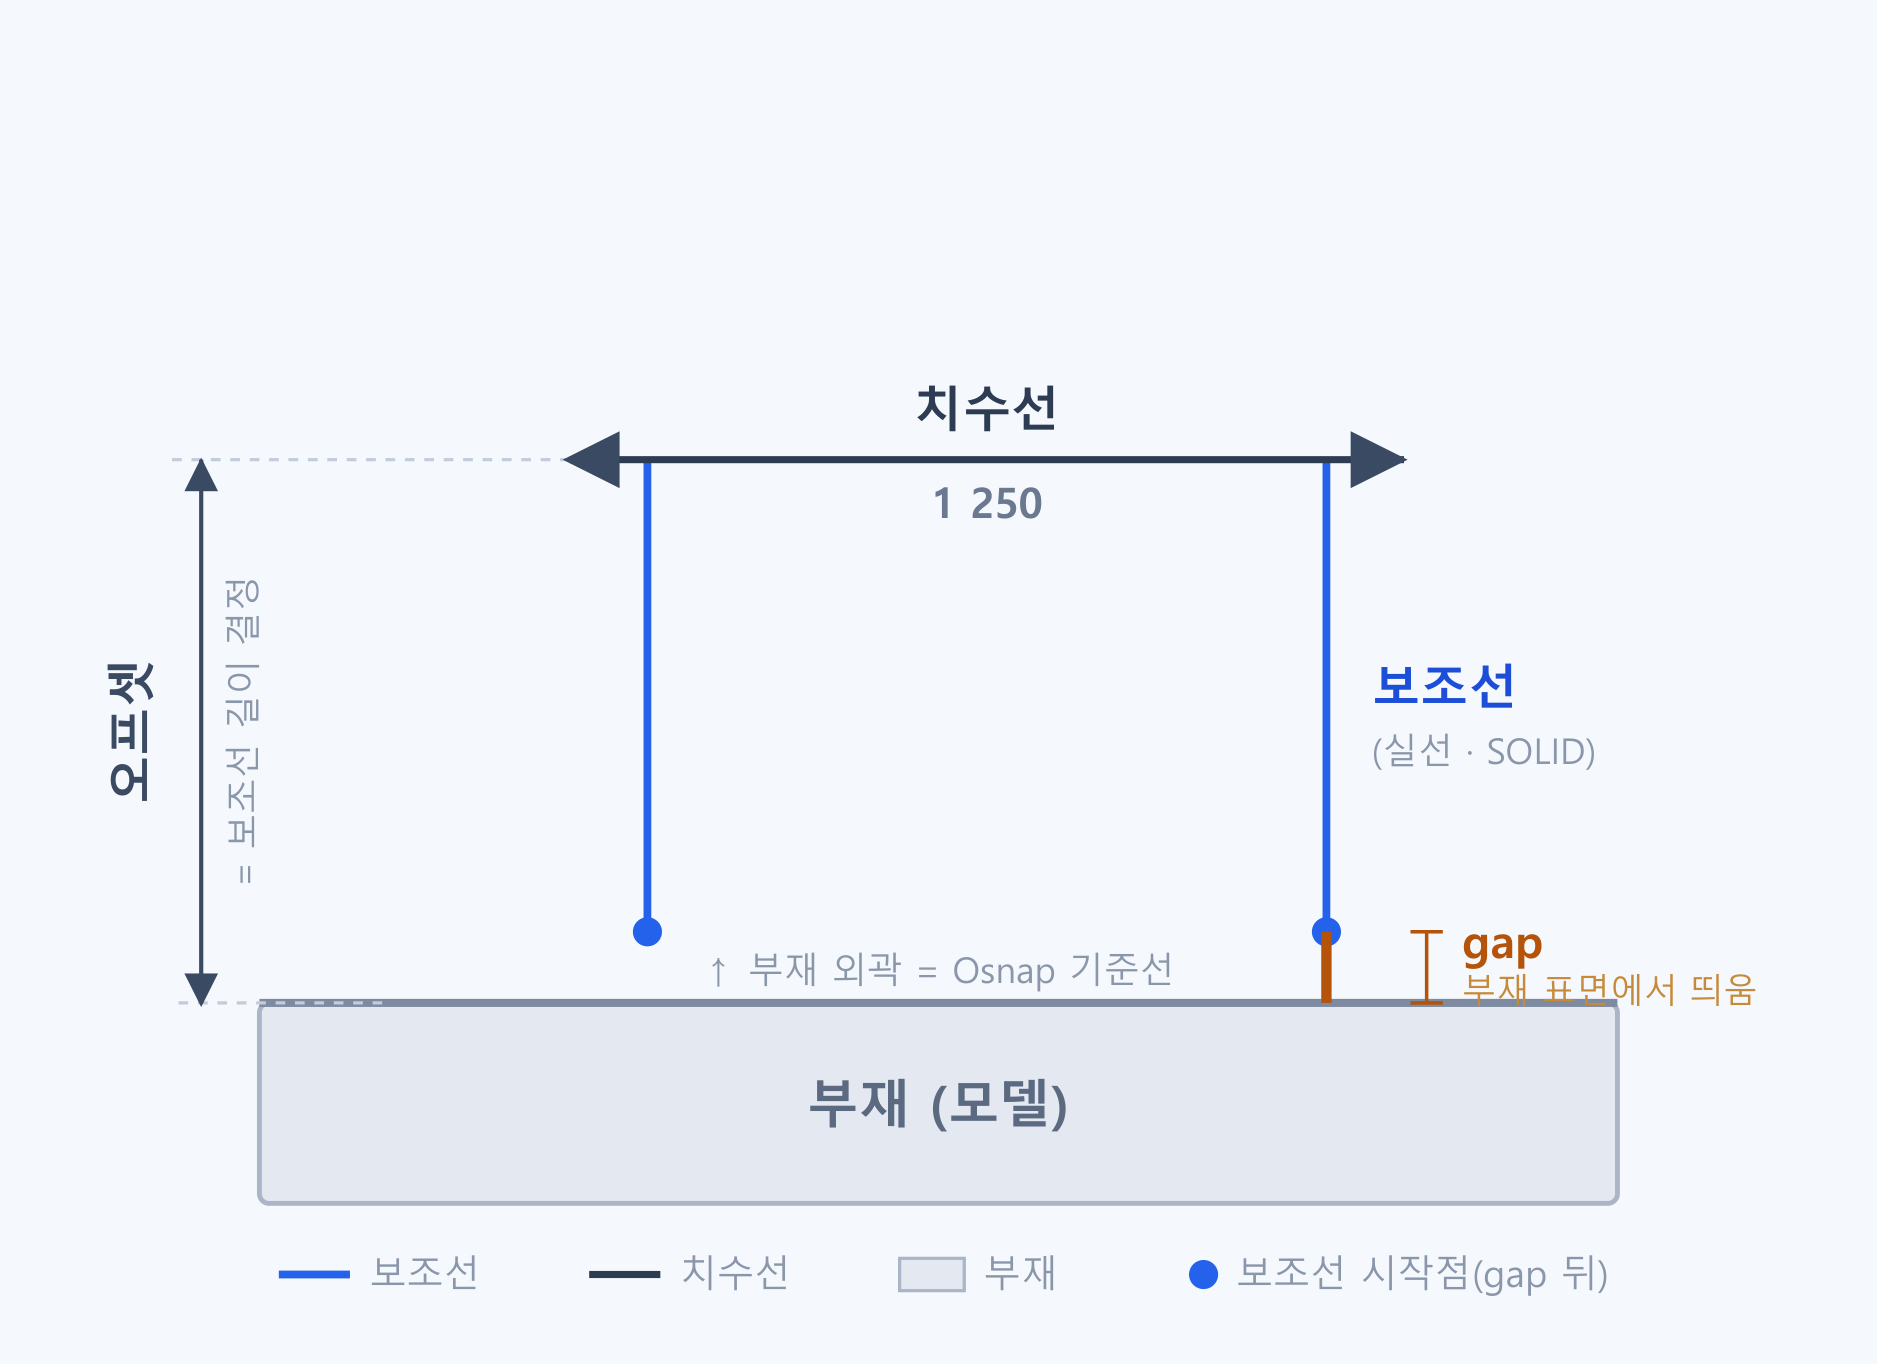 치수선
1 250
오프셋
= 보조선 길이 결정
보조선
(실선 · SOLID)
gap
부재 표면에서 띄움
↑ 부재 외곽 = Osnap 기준선
부재 (모델)
보조선
치수선
부재
보조선 시작점(gap 뒤)